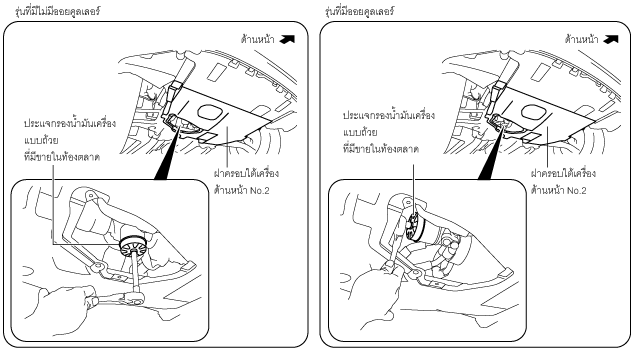 รุ่นที่มีไม่มีออยคูลเลอร์
ด้านหน้า
ประแจกรองน้ำมันเครื่อง
แบบถ้วย
ที่มีขายในท้องตลาด
ฝาครอบใต้เครื่อง
ด้านหน้า No.2
รุ่นที่มีออยคูลเลอร์
ด้านหน้า
ประแจกรองน้ำมันเครื่อง
แบบถ้วย
ที่มีขายในท้องตลาด
ฝาครอบใต้เครื่อง
ด้านหน้า No.2